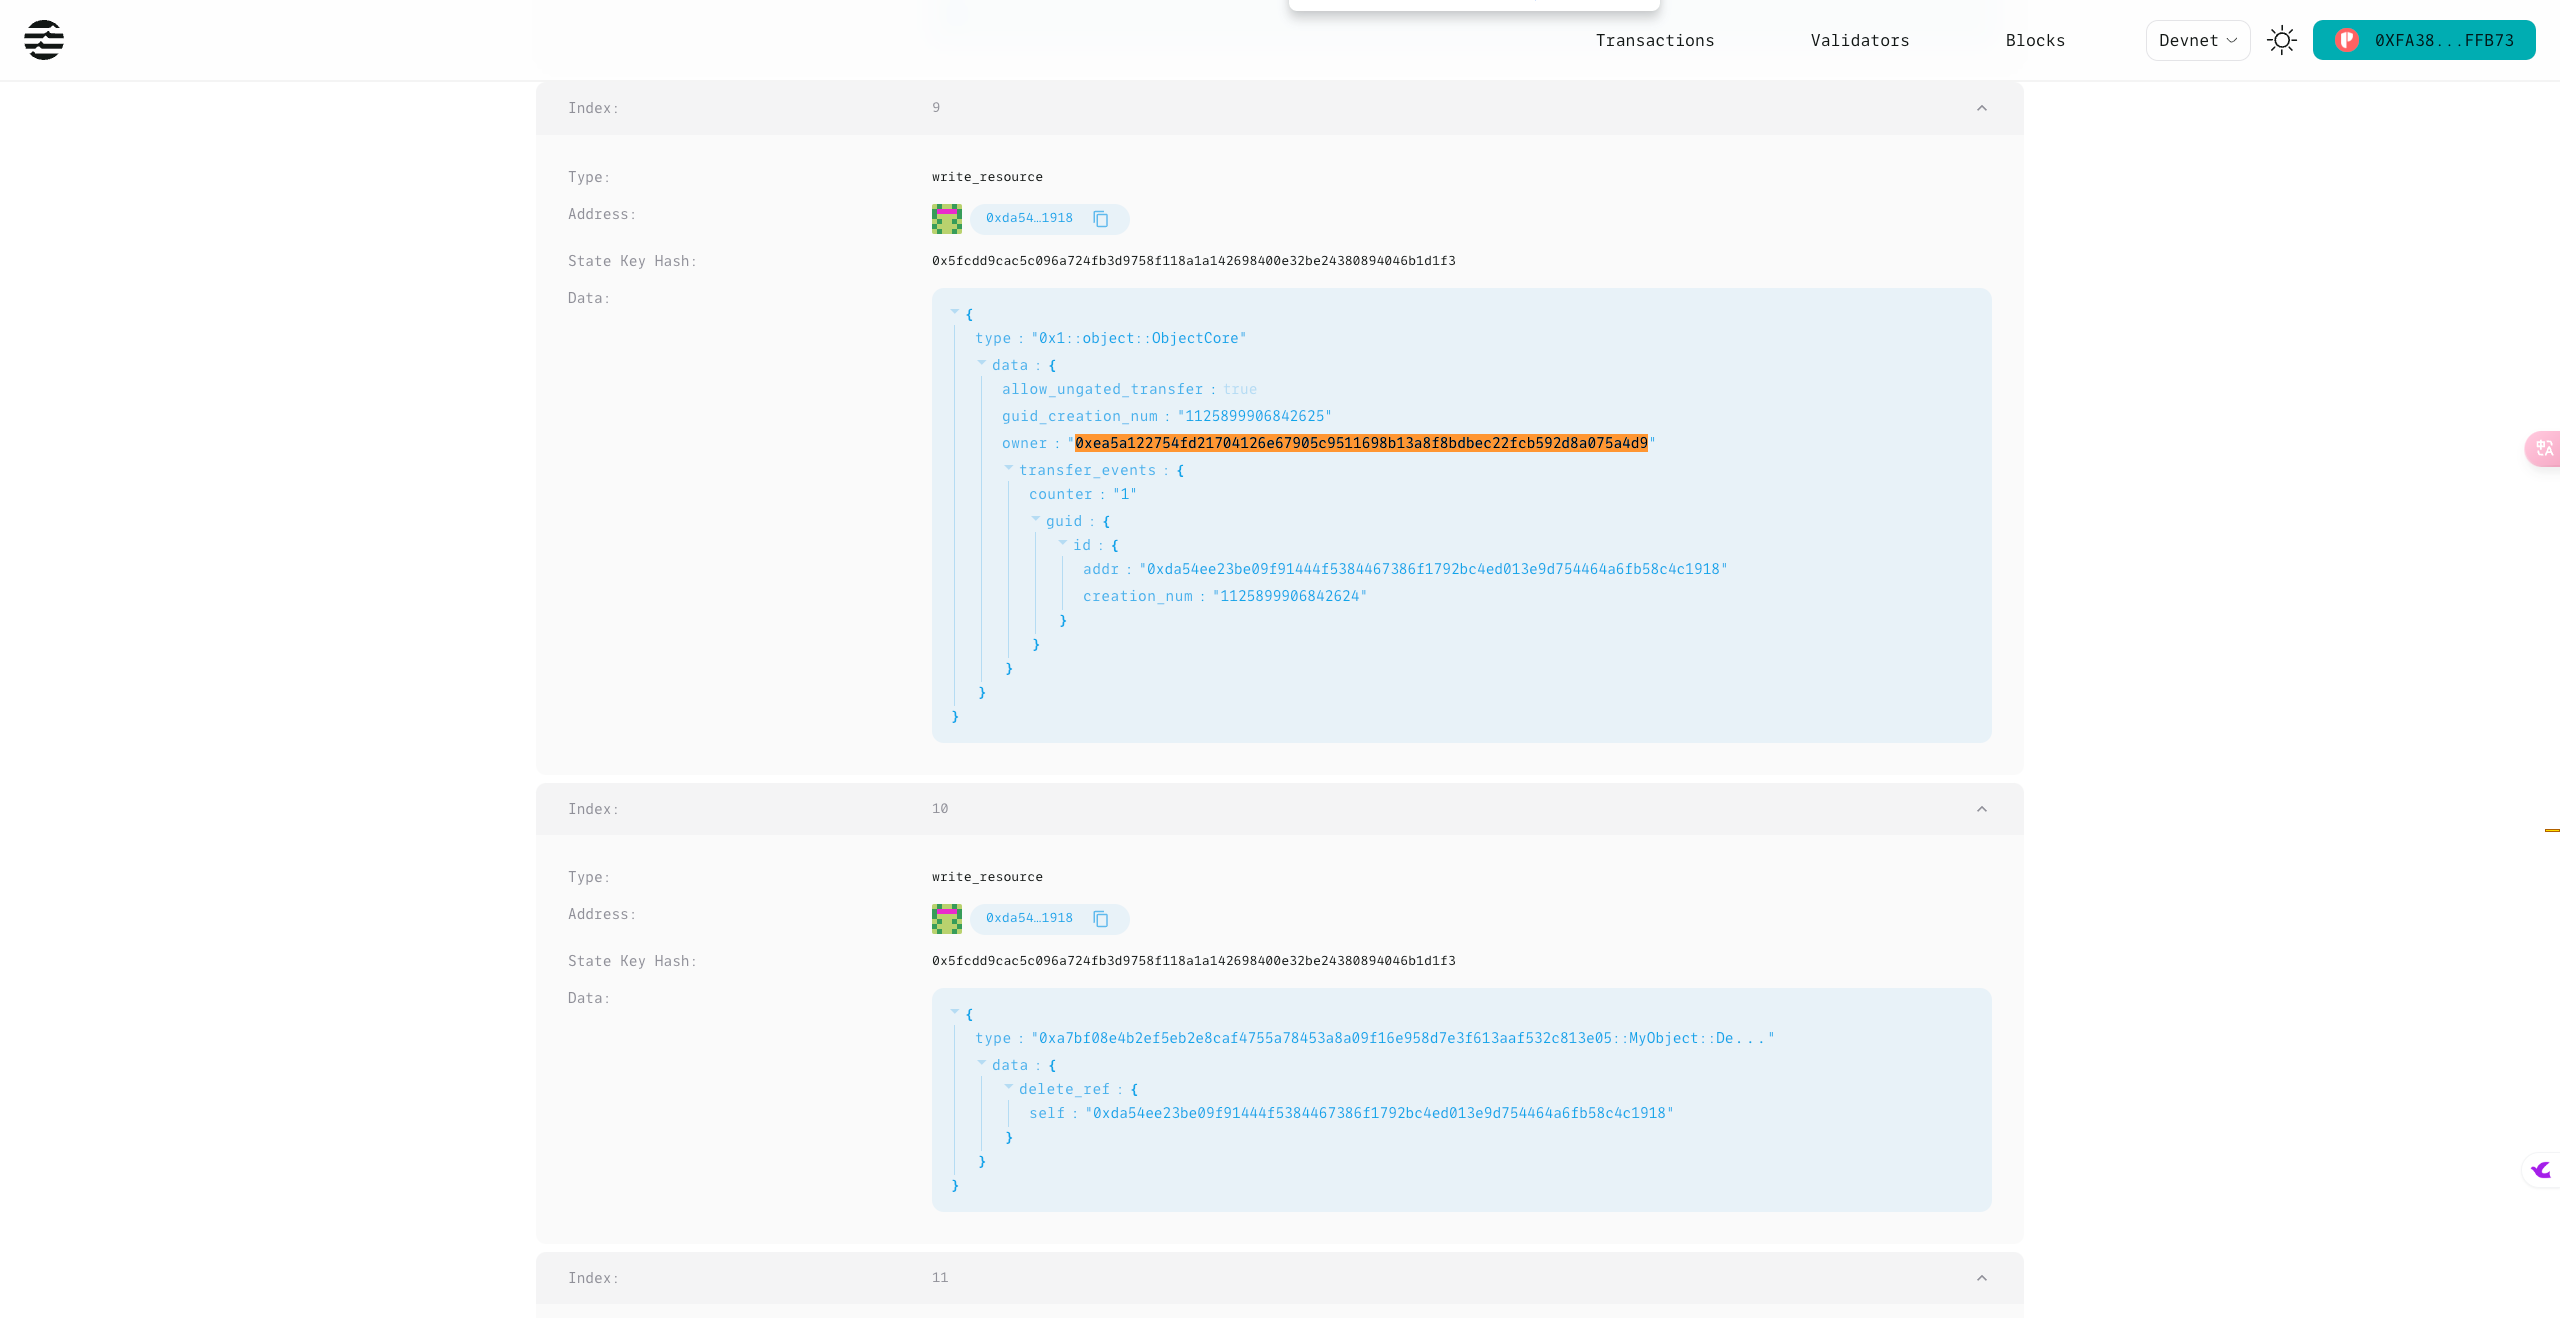 Transactions Validators Blocks Devnet 0XFA38...FFB73
Index: 9
Type: write_resource
Address: 0xda54…1918
State Key Hash: 0x5fcdd9cac5c096a724fb3d9758f118a1a142698400e32be24380894046b1d1f3
Data:
{
type : "0x1::object::ObjectCore"
data : {
allow_ungated_transfer : true
guid_creation_num : "1125899906842625"
owner : "0xea5a122754fd21704126e67905c9511698b13a8f8bdbec22fcb592d8a075a4d9"
transfer_events : {
counter : "1"
guid : {
id : {
addr : "0xda54ee23be09f91444f5384467386f1792bc4ed013e9d754464a6fb58c4c1918"
creation_num : "1125899906842624"
}
}
}
}
}
Index: 10
Type: write_resource
Address: 0xda54…1918
State Key Hash: 0x5fcdd9cac5c096a724fb3d9758f118a1a142698400e32be24380894046b1d1f3
Data:
{
type : "0xa7bf08e4b2ef5eb2e8caf4755a78453a8a09f16e958d7e3f613aaf532c813e05::MyObject::De..."
data : {
delete_ref : {
self : "0xda54ee23be09f91444f5384467386f1792bc4ed013e9d754464a6fb58c4c1918"
}
}
}
Index: 11